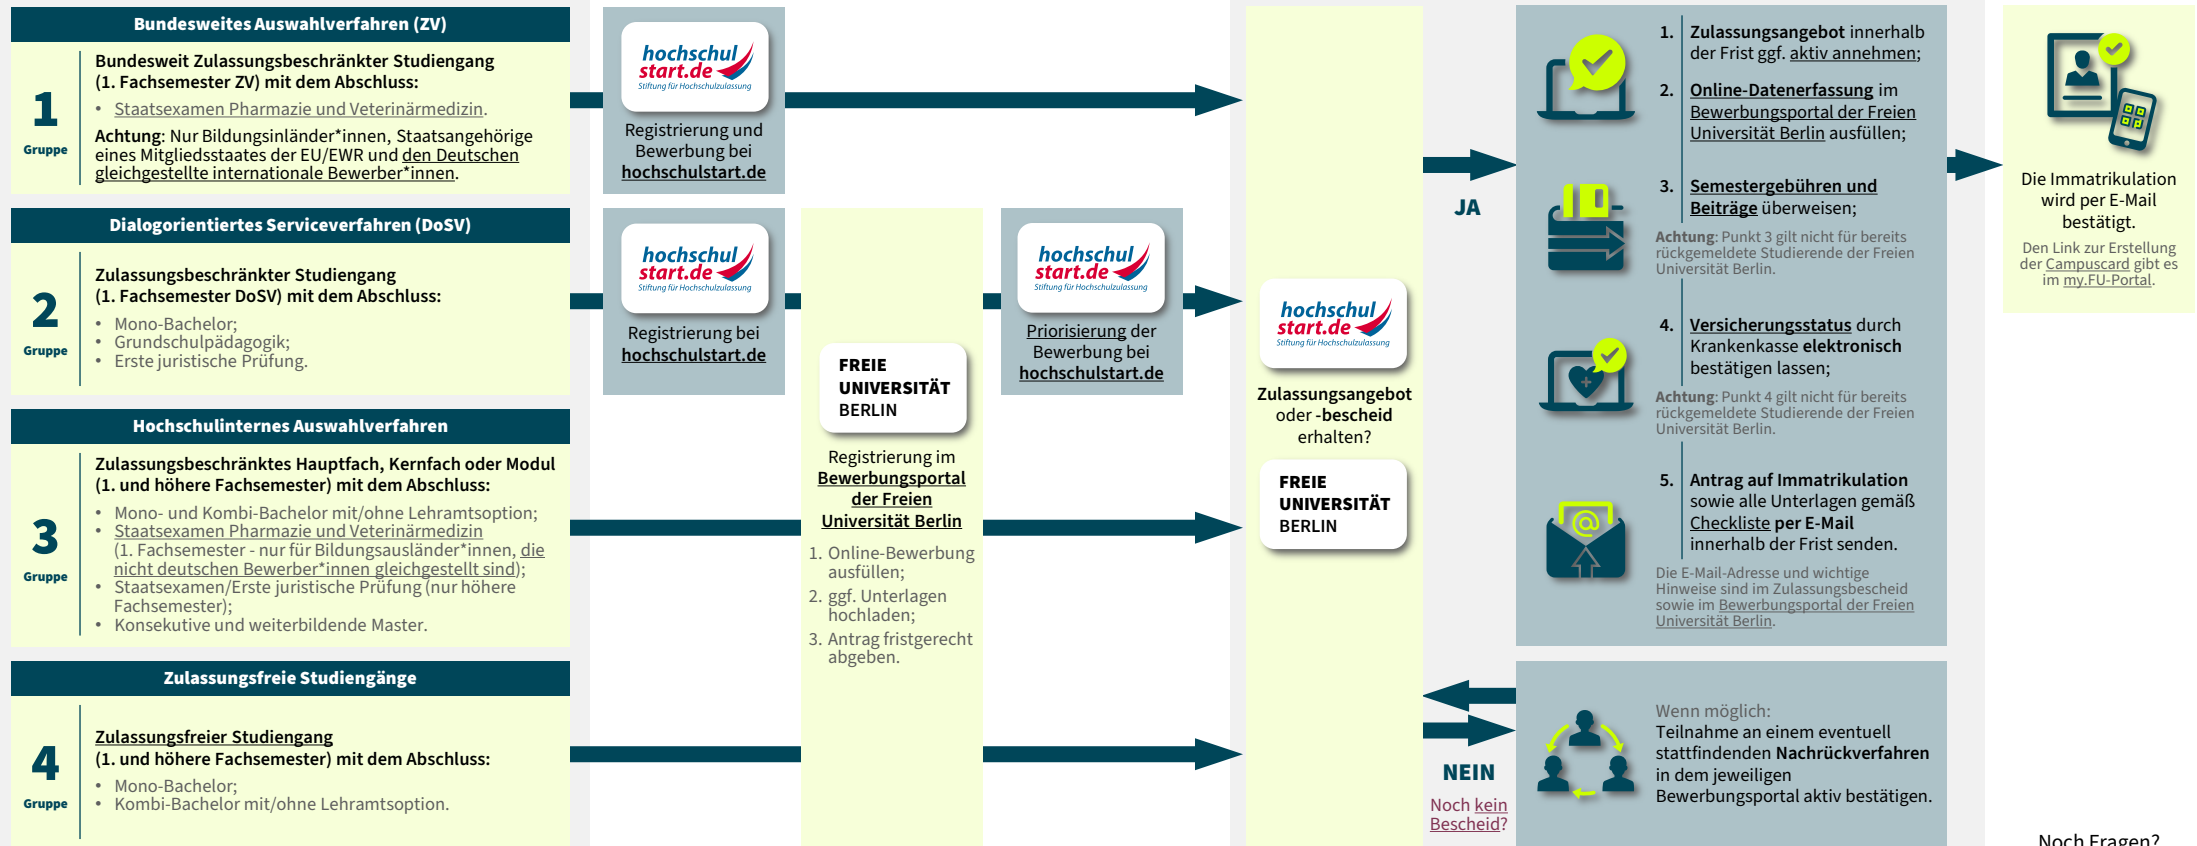 Bundesweites Auswahlverfahren (ZV)
1
Gruppe
Bundesweit Zulassungsbeschränkter Studiengang
(1. Fachsemester ZV) mit dem Abschluss:
• Staatsexamen Pharmazie und Veterinärmedizin.
Achtung: Nur Bildungsinländer*innen, Staatsangehörige
eines Mitgliedsstaates der EU/EWR und den Deutschen
gleichgestellte internationale Bewerber*innen.
Dialogorientiertes Serviceverfahren (DoSV)
2
Gruppe
Zulassungsbeschränkter Studiengang
(1. Fachsemester DoSV) mit dem Abschluss:
• Mono-Bachelor;
• Grundschulpädagogik;
• Erste juristische Prüfung.
Hochschulinternes Auswahlverfahren
3
Gruppe
Zulassungsbeschränktes Hauptfach, Kernfach oder Modul
(1. und höhere Fachsemester) mit dem Abschluss:
• Mono- und Kombi-Bachelor mit/ohne Lehramtsoption;
• Staatsexamen Pharmazie und Veterinärmedizin
(1. Fachsemester - nur für Bildungsausländer*innen, die
nicht deutschen Bewerber*innen gleichgestellt sind);
• Staatsexamen/Erste juristische Prüfung (nur höhere
Fachsemester);
• Konsekutive und weiterbildende Master.
Zulassungsfreie Studiengänge
4
Gruppe
Zulassungsfreier Studiengang
(1. und höhere Fachsemester) mit dem Abschluss:
• Mono-Bachelor;
• Kombi-Bachelor mit/ohne Lehramtsoption.
hochschul
start.de
Stiftung für Hochschulzulassung
Registrierung und
Bewerbung bei
hochschulstart.de
hochschul
start.de
Stiftung für Hochschulzulassung
Registrierung bei
hochschulstart.de
FREIE
UNIVERSITÄT
BERLIN
Registrierung im
Bewerbungsportal
der Freien
Universität Berlin
1. Online-Bewerbung
ausfüllen;
2. ggf. Unterlagen
hochladen;
3. Antrag fristgerecht
abgeben.
hochschul
start.de
Stiftung für Hochschulzulassung
Priorisierung der
Bewerbung bei
hochschulstart.de
hochschul
start.de
Stiftung für Hochschulzulassung
Zulassungsangebot
oder -bescheid
erhalten?
FREIE
UNIVERSITÄT
BERLIN
JA
NEIN
Noch kein
Bescheid?
1. Zulassungsangebot innerhalb
der Frist ggf. aktiv annehmen;
2. Online-Datenerfassung im
Bewerbungsportal der Freien
Universität Berlin ausfüllen;
3. Semestergebühren und
Beiträge überweisen;
Achtung: Punkt 3 gilt nicht für bereits
rückgemeldete Studierende der Freien
Universität Berlin.
4. Versicherungsstatus durch
Krankenkasse elektronisch
bestätigen lassen;
Achtung: Punkt 4 gilt nicht für bereits
rückgemeldete Studierende der Freien
Universität Berlin.
5. Antrag auf Immatrikulation
sowie alle Unterlagen gemäß
Checkliste per E-Mail
innerhalb der Frist senden.
Die E-Mail-Adresse und wichtige
Hinweise sind im Zulassungsbescheid
sowie im Bewerbungsportal der Freien
Universität Berlin.
Wenn möglich:
Teilnahme an einem eventuell
stattfindenden Nachrückverfahren
in dem jeweiligen
Bewerbungsportal aktiv bestätigen.
Die Immatrikulation
wird per E-Mail
bestätigt.
Den Link zur Erstellung
der Campuscard gibt es
im my.FU-Portal.
Noch Fragen?